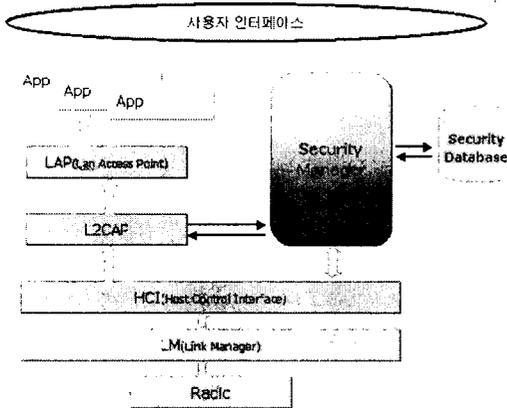 사용자 인터페이스
App
App
App
LAP(Lan Access Point)
Security
Manager
Security
Database
L2CAP
HCI(Host Control Interface)
LM(Link Manager)
Radio